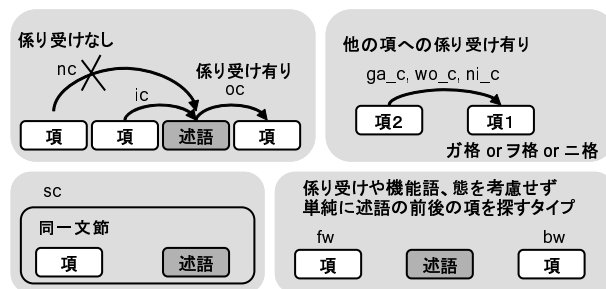 係り受けなし
nc
係り受け有り
ic
oc
項 項 述語 項
他の項への係り受け有り
ga_c, wo_c, ni_c
項2 項1
ガ格 or ヲ格 or ニ格
sc
同一文節
項 述語
係り受けや機能語、態を考慮せず
単純に述語の前後の項を探すタイプ
fw bw
項 述語 項